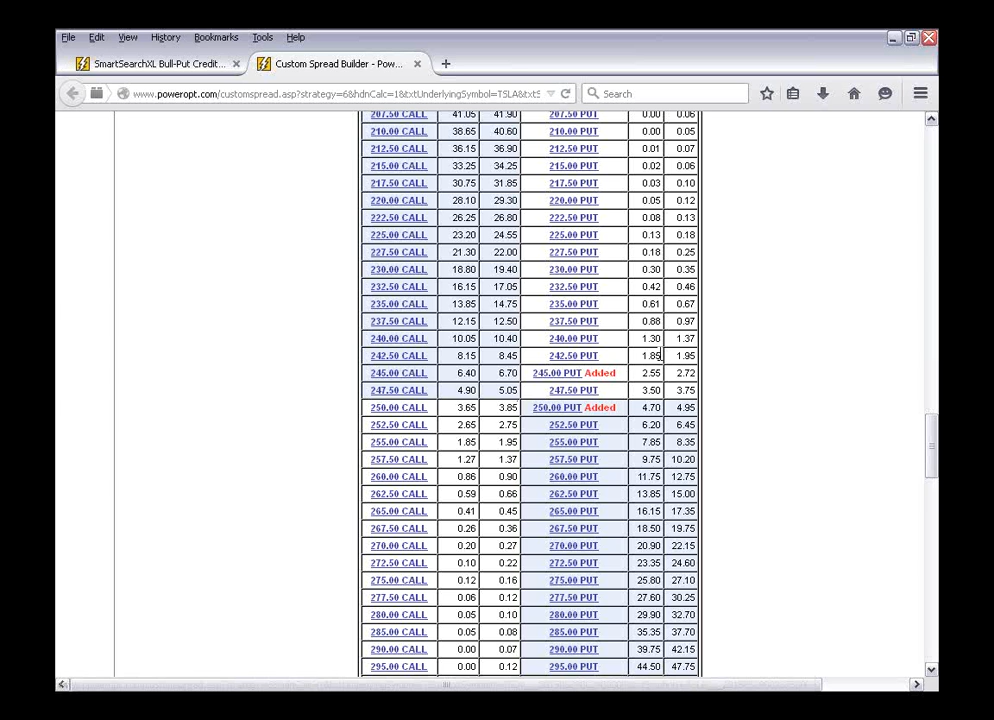 File Edit View History Bookmarks Tools Help
SmartSearchXL Bull-Put Credit... × Custom Spread Builder - Pow... × +
www.poweropt.com/customspread.asp?strategy=6&hdnCalc=1&txtUnderlyingSymbol=TSLA&txtS Search
207.50 CALL 41.05 41.90 207.50 PUT 0.00 0.06
210.00 CALL 38.65 40.60 210.00 PUT 0.00 0.05
212.50 CALL 36.15 36.90 212.50 PUT 0.01 0.07
215.00 CALL 33.25 34.25 215.00 PUT 0.02 0.06
217.50 CALL 30.75 31.85 217.50 PUT 0.03 0.10
220.00 CALL 28.10 29.30 220.00 PUT 0.05 0.12
222.50 CALL 26.25 26.80 222.50 PUT 0.08 0.13
225.00 CALL 23.20 24.55 225.00 PUT 0.13 0.18
227.50 CALL 21.30 22.00 227.50 PUT 0.18 0.25
230.00 CALL 18.80 19.40 230.00 PUT 0.30 0.35
232.50 CALL 16.15 17.05 232.50 PUT 0.42 0.46
235.00 CALL 13.85 14.75 235.00 PUT 0.61 0.67
237.50 CALL 12.15 12.50 237.50 PUT 0.88 0.97
240.00 CALL 10.05 10.40 240.00 PUT 1.30 1.37
242.50 CALL 8.15 8.45 242.50 PUT 1.85 1.95
245.00 CALL 6.40 6.70 245.00 PUT Added 2.55 2.72
247.50 CALL 4.90 5.05 247.50 PUT 3.50 3.75
250.00 CALL 3.65 3.85 250.00 PUT Added 4.70 4.95
252.50 CALL 2.65 2.75 252.50 PUT 6.20 6.45
255.00 CALL 1.85 1.95 255.00 PUT 7.85 8.35
257.50 CALL 1.27 1.37 257.50 PUT 9.75 10.20
260.00 CALL 0.86 0.90 260.00 PUT 11.75 12.75
262.50 CALL 0.59 0.66 262.50 PUT 13.85 15.00
265.00 CALL 0.41 0.45 265.00 PUT 16.15 17.35
267.50 CALL 0.26 0.36 267.50 PUT 18.50 19.75
270.00 CALL 0.20 0.27 270.00 PUT 20.90 22.15
272.50 CALL 0.10 0.22 272.50 PUT 23.35 24.60
275.00 CALL 0.12 0.16 275.00 PUT 25.80 27.10
277.50 CALL 0.06 0.12 277.50 PUT 27.60 30.25
280.00 CALL 0.05 0.10 280.00 PUT 29.90 32.70
285.00 CALL 0.05 0.08 285.00 PUT 35.35 37.70
290.00 CALL 0.00 0.07 290.00 PUT 39.75 42.15
295.00 CALL 0.00 0.12 295.00 PUT 44.50 47.75